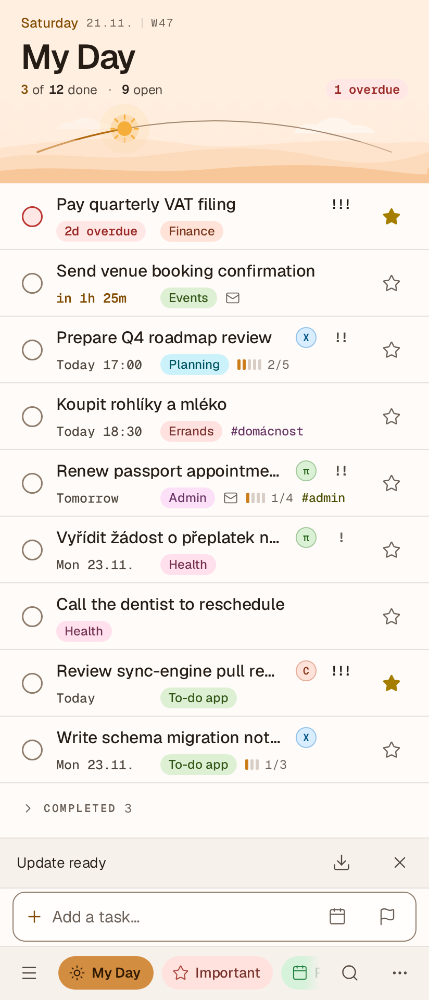 Saturday 21.11. | W47
My Day
3 of 12 done · 9 open
1 overdue
Pay quarterly VAT filing !!!
2d overdue Finance
Send venue booking confirmation
in 1h 25m Events
Prepare Q4 roadmap review X !!
Today 17:00 Planning 2/5
Koupit rohlíky a mléko
Today 18:30 Errands #domácnost
Renew passport appointme… π !!
Tomorrow Admin 1/4 #admin
Vyřídit žádost o přeplatek n… π !
Mon 23.11. Health
Call the dentist to reschedule
Health
Review sync-engine pull re… C !!!
Today To-do app
Write schema migration not… X
Mon 23.11. To-do app 1/3
COMPLETED 3
Update ready
+ Add a task…
My Day Important